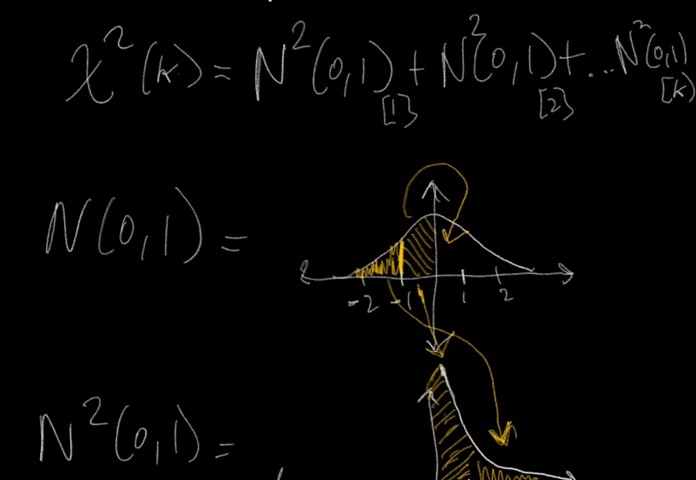 χ²(k) = N²(0,1)[1] + N²(0,1)[2] + ... N²(0,1)[k]
N(0,1) =
-2 -1 1 2
N²(0,1) =